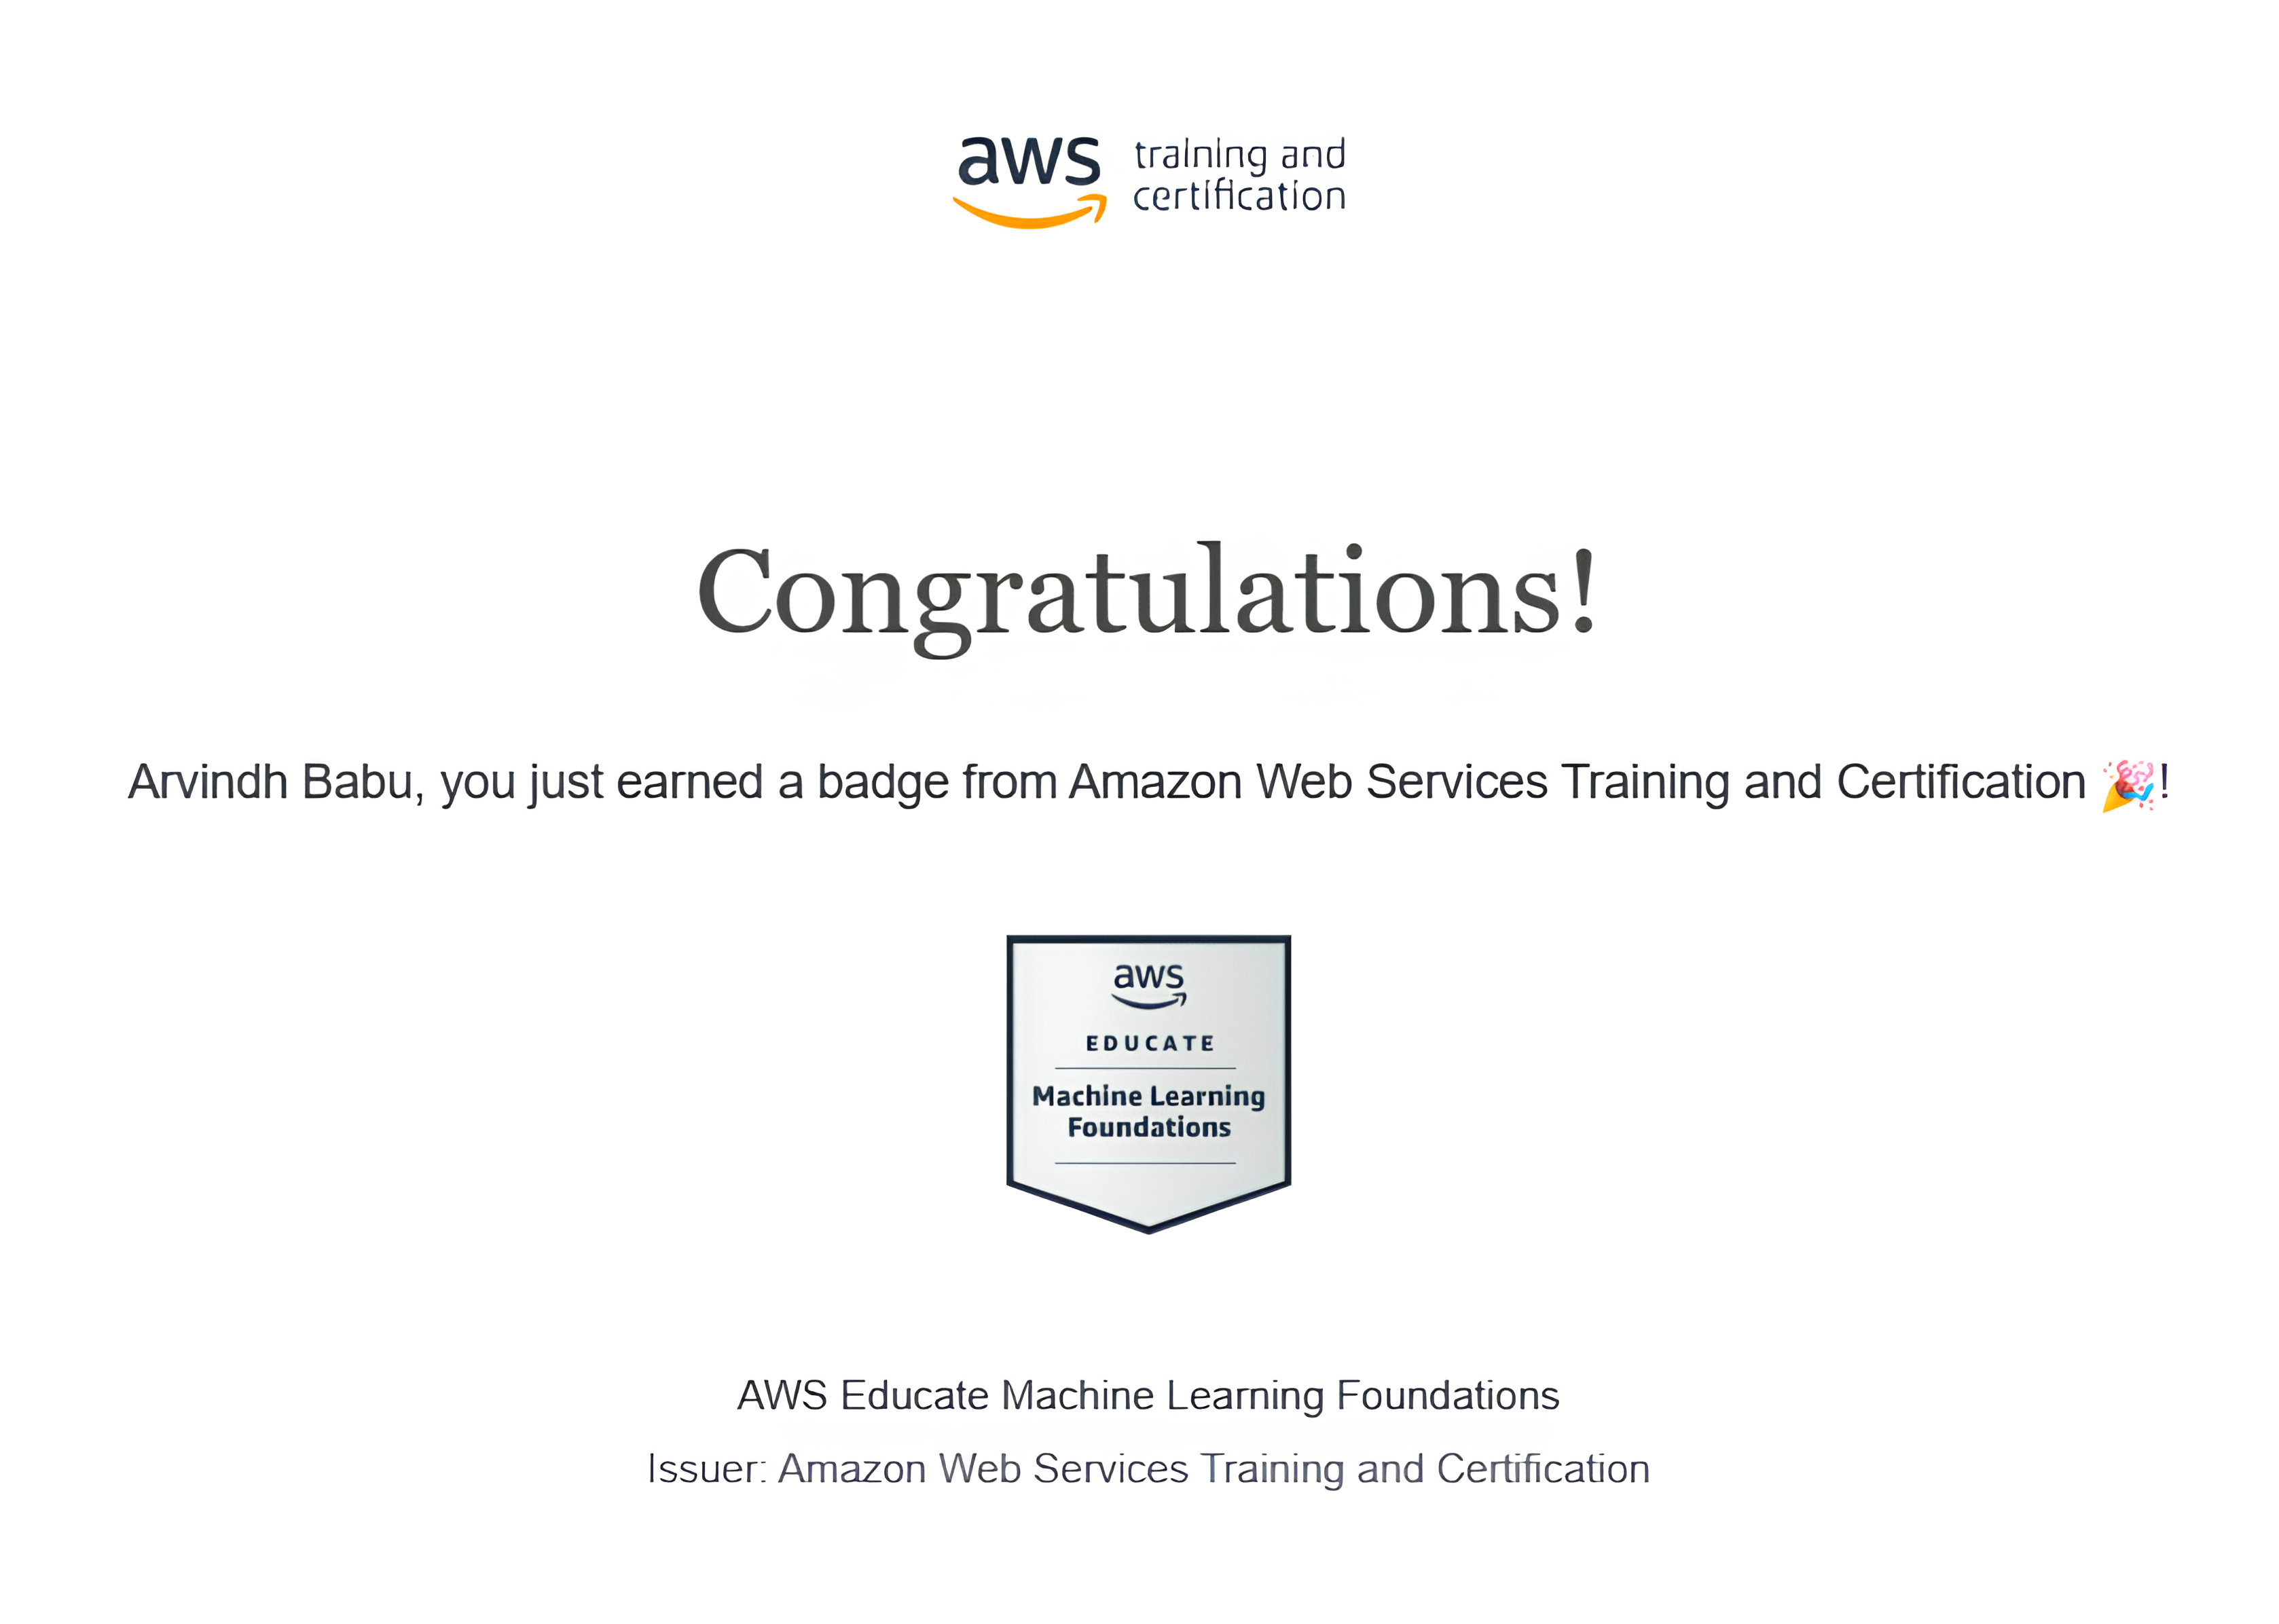 aws training and
certification
Congratulations!
Arvindh Babu, you just earned a badge from Amazon Web Services Training and Certification 🎉!
aws
EDUCATE
Machine Learning
Foundations
AWS Educate Machine Learning Foundations
Issuer: Amazon Web Services Training and Certification